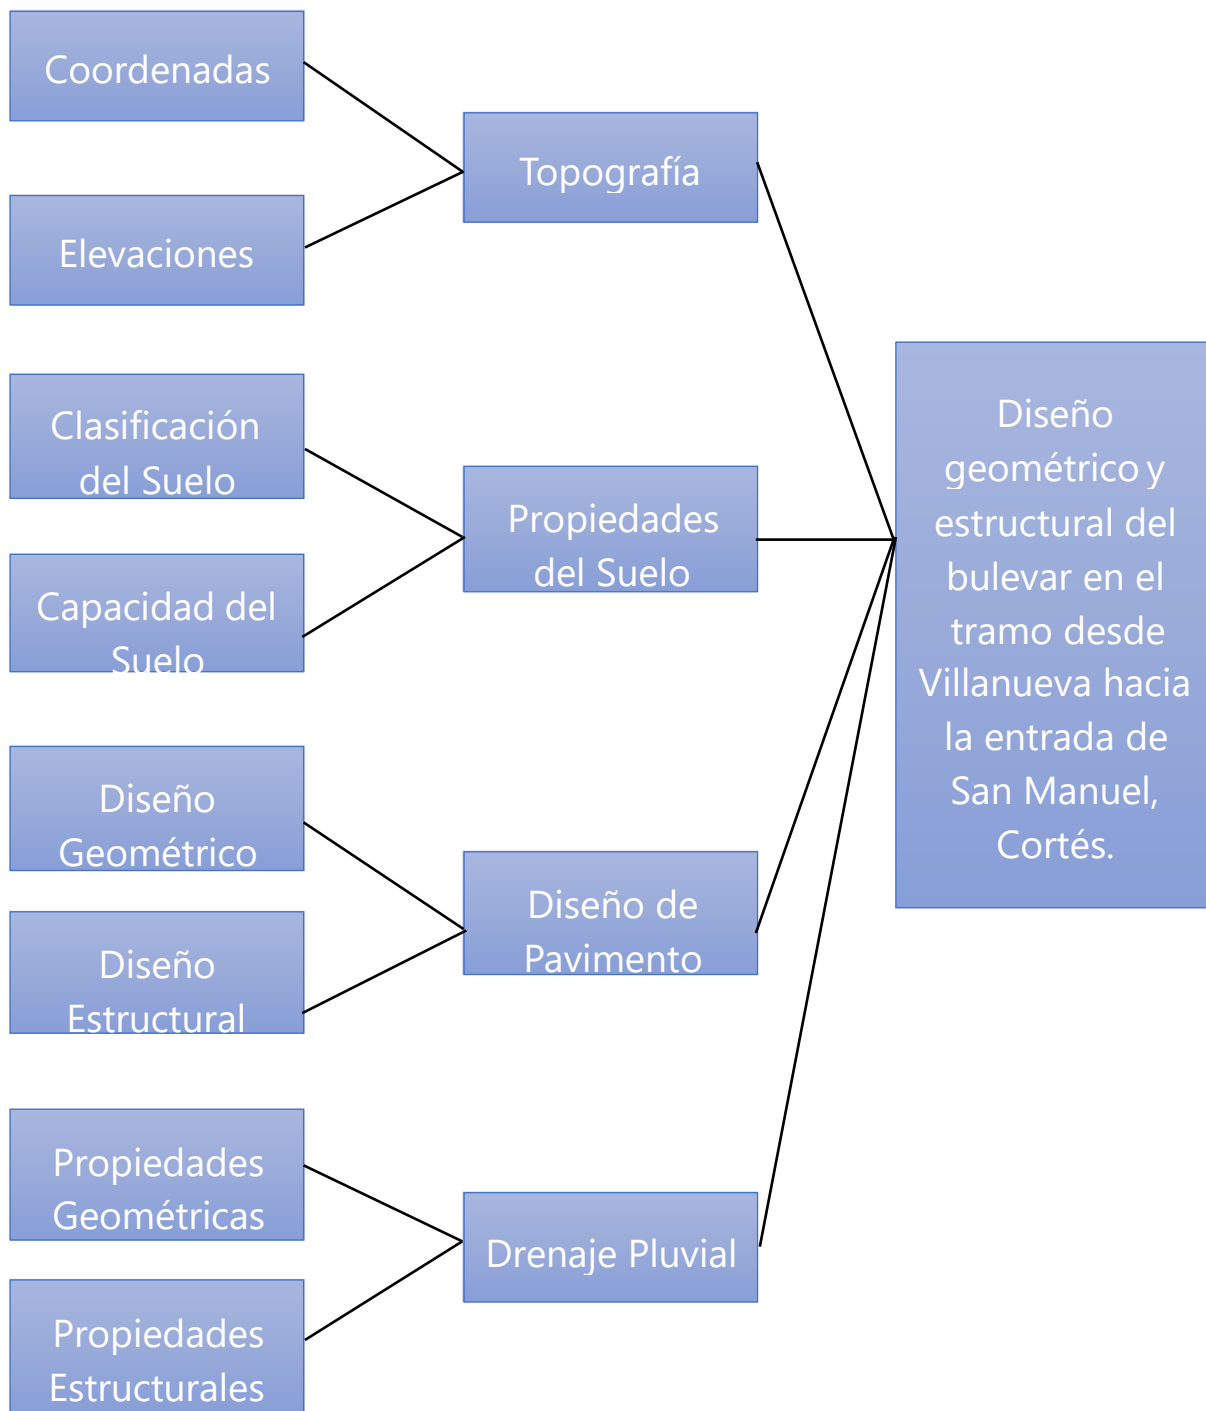 Coordenadas
Elevaciones
Topografía
Clasificación
del Suelo
Capacidad del
Suelo
Propiedades
del Suelo
Diseño
Geométrico
Diseño
Estructural
Diseño de
Pavimento
Propiedades
Geométricas
Propiedades
Estructurales
Drenaje Pluvial
Diseño
geométrico y
estructural del
bulevar en el
tramo desde
Villanueva hacia
la entrada de
San Manuel,
Cortés.